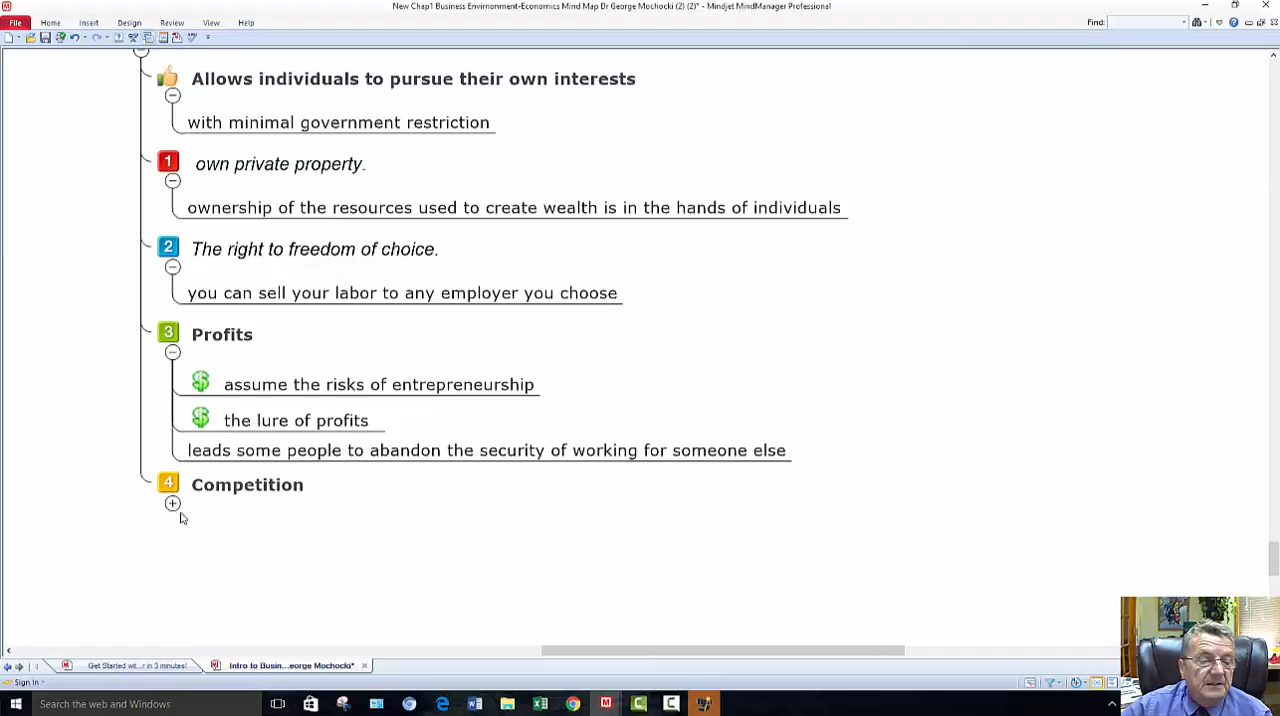 New Chap1 Business Envirnorment-Economics Mind Map Dr George Mochocki (2) (2)* - Mindjet MindManager Professional
File Home Insert Design Review View Help Find:
Allows individuals to pursue their own interests
with minimal government restriction
1 own private property.
ownership of the resources used to create wealth is in the hands of individuals
2 The right to freedom of choice.
you can sell your labor to any employer you choose
3 Profits
assume the risks of entrepreneurship
the lure of profits
leads some people to abandon the security of working for someone else
4 Competition
Get Started wit...r in 3 minutes! Intro to Busin...eorge Mochocki*
Sign In
Search the web and Windows